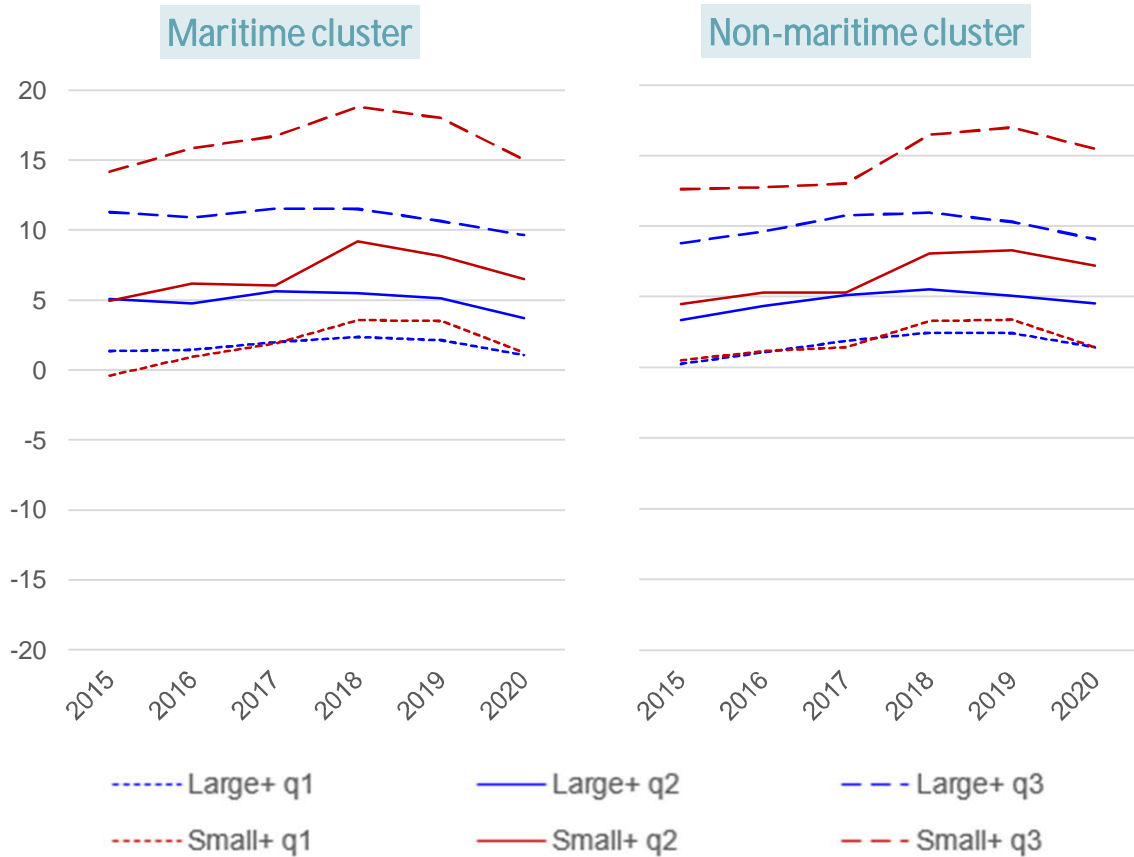 Maritime cluster
Non-maritime cluster
20
15
10
5
0
-5
-10
-15
-20
2015 2016 2017 2018 2019 2020
2015 2016 2017 2018 2019 2020
Large+ q1 Large+ q2 Large+ q3
Small+ q1 Small+ q2 Small+ q3